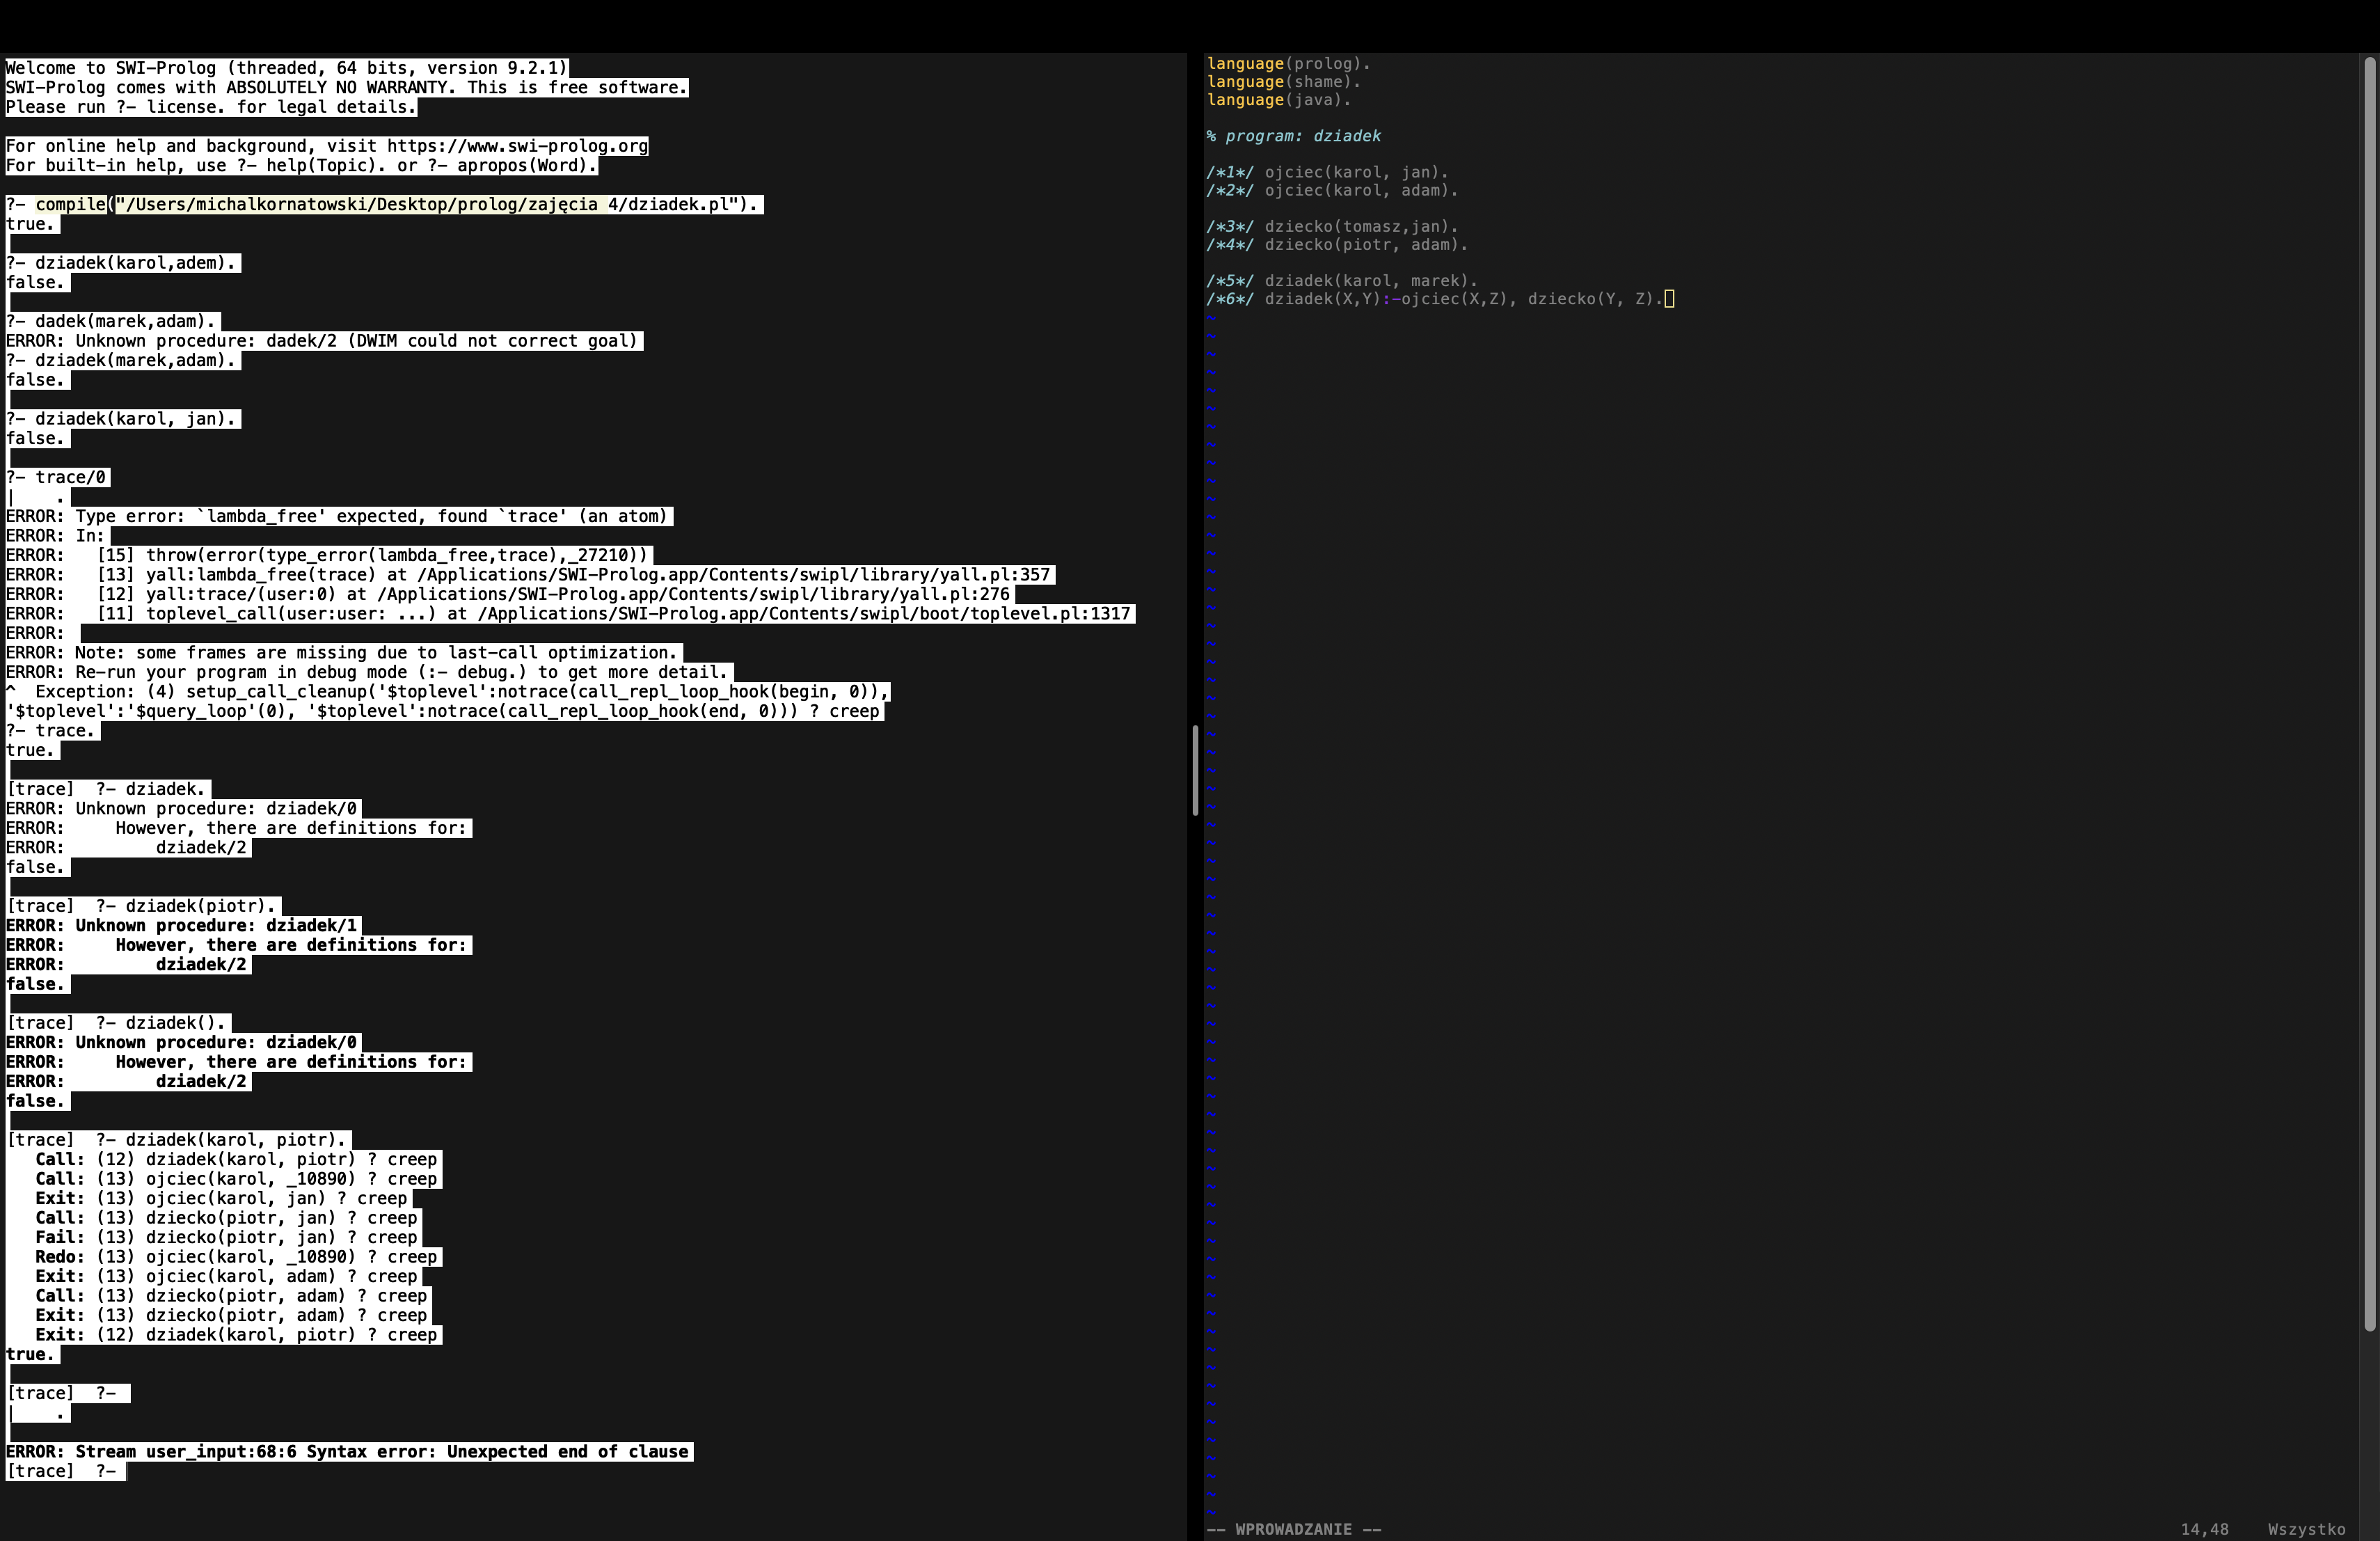 Welcome to SWI-Prolog (threaded, 64 bits, version 9.2.1)
SWI-Prolog comes with ABSOLUTELY NO WARRANTY. This is free software.
Please run ?- license. for legal details.

For online help and background, visit https://www.swi-prolog.org
For built-in help, use ?- help(Topic). or ?- apropos(Word).

?- compile("/Users/michalkornatowski/Desktop/prolog/zajęcia 4/dziadek.pl").
true.

?- dziadek(karol,adem).
false.

?- dadek(marek,adam).
ERROR: Unknown procedure: dadek/2 (DWIM could not correct goal)
?- dziadek(marek,adam).
false.

?- dziadek(karol, jan).
false.

?- trace/0
|    .
ERROR: Type error: `lambda_free' expected, found `trace' (an atom)
ERROR: In:
ERROR:   [15] throw(error(type_error(lambda_free,trace),_27210))
ERROR:   [13] yall:lambda_free(trace) at /Applications/SWI-Prolog.app/Contents/swipl/library/yall.pl:357
ERROR:   [12] yall:trace/(user:0) at /Applications/SWI-Prolog.app/Contents/swipl/library/yall.pl:276
ERROR:   [11] toplevel_call(user:user: ...) at /Applications/SWI-Prolog.app/Contents/swipl/boot/toplevel.pl:1317
ERROR:
ERROR: Note: some frames are missing due to last-call optimization.
ERROR: Re-run your program in debug mode (:- debug.) to get more detail.
^  Exception: (4) setup_call_cleanup('$toplevel':notrace(call_repl_loop_hook(begin, 0)),
'$toplevel':'$query_loop'(0), '$toplevel':notrace(call_repl_loop_hook(end, 0))) ? creep
?- trace.
true.

[trace]  ?- dziadek.
ERROR: Unknown procedure: dziadek/0
ERROR:     However, there are definitions for:
ERROR:         dziadek/2
false.

[trace]  ?- dziadek(piotr).
ERROR: Unknown procedure: dziadek/1
ERROR:     However, there are definitions for:
ERROR:         dziadek/2
false.

[trace]  ?- dziadek().
ERROR: Unknown procedure: dziadek/0
ERROR:     However, there are definitions for:
ERROR:         dziadek/2
false.

[trace]  ?- dziadek(karol, piotr).
   Call: (12) dziadek(karol, piotr) ? creep
   Call: (13) ojciec(karol, _10890) ? creep
   Exit: (13) ojciec(karol, jan) ? creep
   Call: (13) dziecko(piotr, jan) ? creep
   Fail: (13) dziecko(piotr, jan) ? creep
   Redo: (13) ojciec(karol, _10890) ? creep
   Exit: (13) ojciec(karol, adam) ? creep
   Call: (13) dziecko(piotr, adam) ? creep
   Exit: (13) dziecko(piotr, adam) ? creep
   Exit: (12) dziadek(karol, piotr) ? creep
true.

[trace]  ?-
|    .

ERROR: Stream user_input:68:6 Syntax error: Unexpected end of clause
[trace]  ?-
language(prolog).
language(shame).
language(java).

% program: dziadek

/*1*/ ojciec(karol, jan).
/*2*/ ojciec(karol, adam).

/*3*/ dziecko(tomasz,jan).
/*4*/ dziecko(piotr, adam).

/*5*/ dziadek(karol, marek).
/*6*/ dziadek(X,Y):-ojciec(X,Z), dziecko(Y, Z).
-- WPROWADZANIE --
14,48    Wszystko